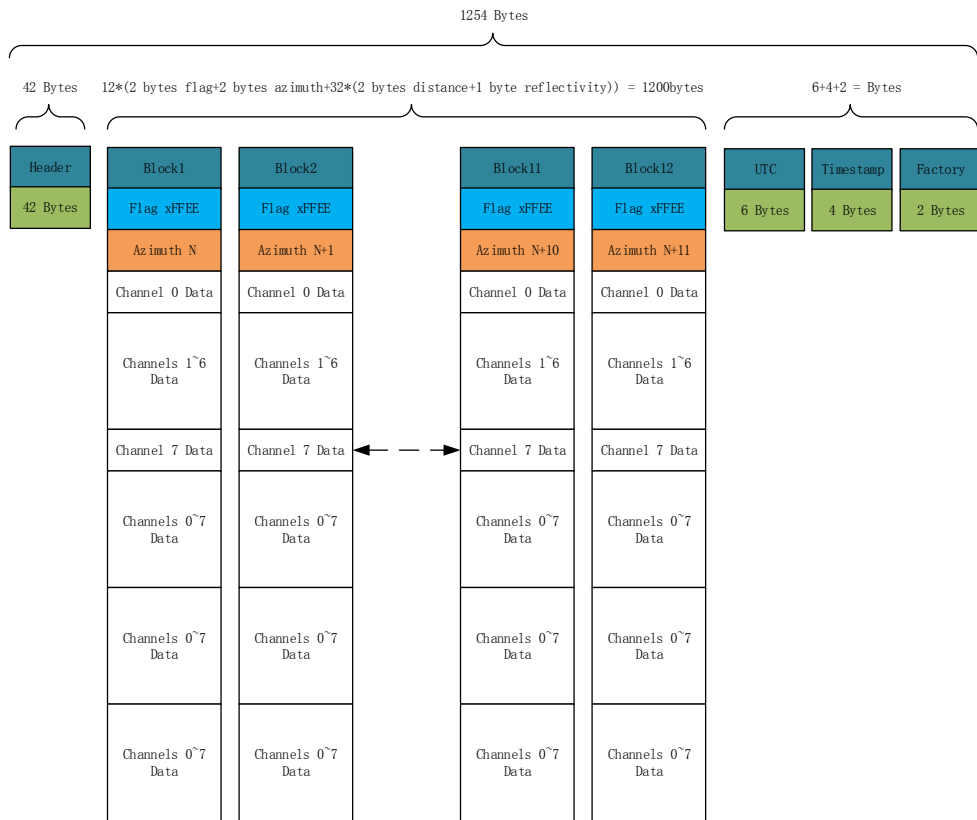 1254 Bytes
42 Bytes
12*(2 bytes flag+2 bytes azimuth+32*(2 bytes distance+1 byte reflectivity)) = 1200bytes
6+4+2 = Bytes
Header
42 Bytes
Block1
Flag xFFEE
Azimuth N
Channel 0 Data
Channels 1~6
Data
Channel 7 Data
Channels 0~7
Data
Channels 0~7
Data
Channels 0~7
Data
Block2
Flag xFFEE
Azimuth N+1
Channel 0 Data
Channels 1~6
Data
Channel 7 Data
Channels 0~7
Data
Channels 0~7
Data
Channels 0~7
Data
Block11
Flag xFFEE
Azimuth N+10
Channel 0 Data
Channels 1~6
Data
Channel 7 Data
Channels 0~7
Data
Channels 0~7
Data
Channels 0~7
Data
Block12
Flag xFFEE
Azimuth N+11
Channel 0 Data
Channels 1~6
Data
Channel 7 Data
Channels 0~7
Data
Channels 0~7
Data
Channels 0~7
Data
UTC
6 Bytes
Timestamp
4 Bytes
Factory
2 Bytes